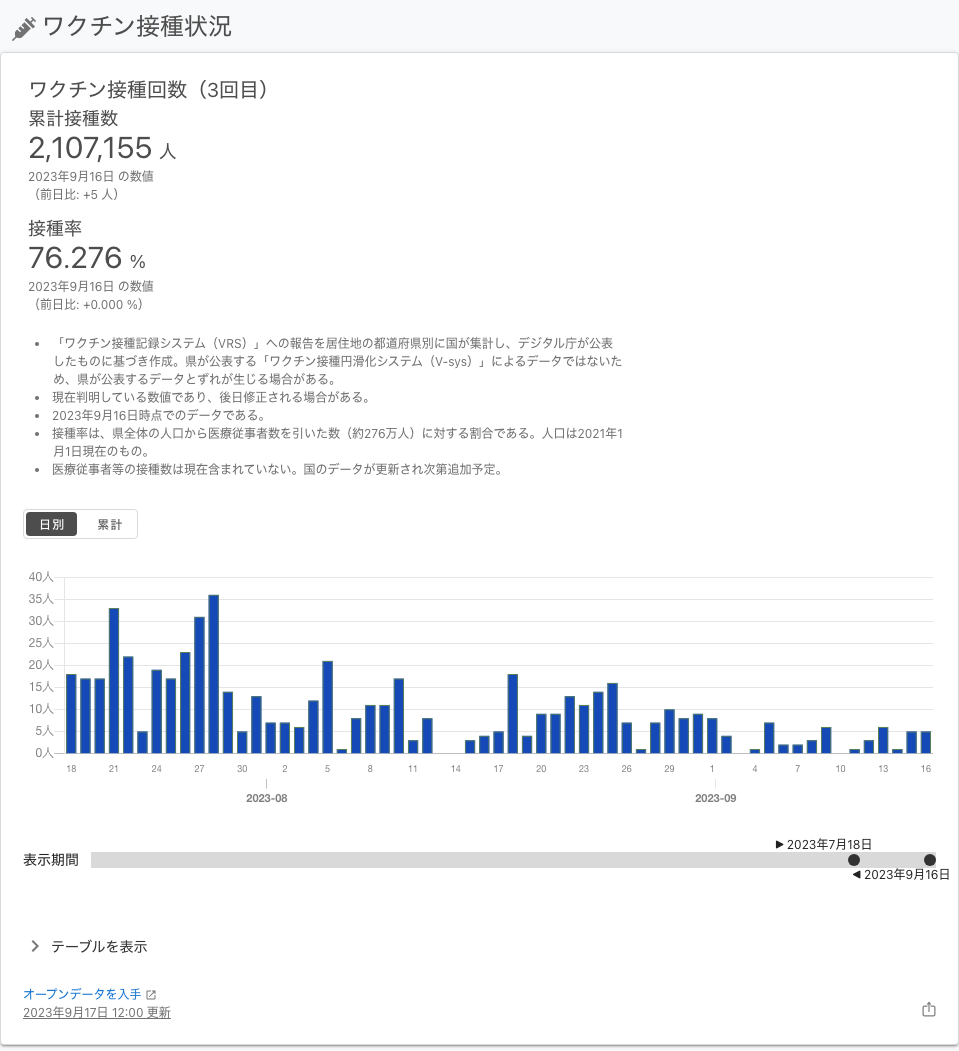 ワクチン接種状況
ワクチン接種回数（3回目）
累計接種数
2,107,155 人
2023年9月16日 の数値
（前日比: +5 人）
接種率
76.276 %
2023年9月16日 の数値
（前日比: +0.000 %）
• 「ワクチン接種記録システム（VRS）」への報告を居住地の都道府県別に国が集計し、デジタル庁が公表
したものに基づき作成。県が公表する「ワクチン接種円滑化システム（V-sys）」によるデータではないた
め、県が公表するデータとずれが生じる場合がある。
• 現在判明している数値であり、後日修正される場合がある。
• 2023年9月16日時点でのデータである。
• 接種率は、県全体の人口から医療従事者数を引いた数（約276万人）に対する割合である。人口は2021年1
月1日現在のもの。
• 医療従事者等の接種数は現在含まれていない。国のデータが更新され次第追加予定。
日別 累計
40人
35人
30人
25人
20人
15人
10人
5人
0人
18 21 24 27 30 2 5 8 11 14 17 20 23 26 29 1 4 7 10 13 16
2023-08 2023-09
▶ 2023年7月18日
表示期間
◀ 2023年9月16日
テーブルを表示
オープンデータを入手
2023年9月17日 12:00 更新